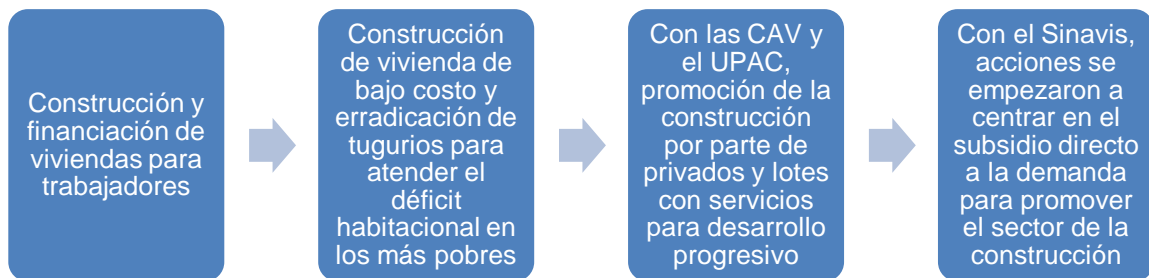 Construcción y
financiación de
viviendas para
trabajadores
Construcción
de vivienda de
bajo costo y
erradicación de
tugurios para
atender el
déficit
habitacional en
los más pobres
Con las CAV y
el UPAC,
promoción de la
construcción
por parte de
privados y lotes
con servicios
para desarrollo
progresivo
Con el Sinavis,
acciones se
empezaron a
centrar en el
subsidio directo
a la demanda
para promover
el sector de la
construcción